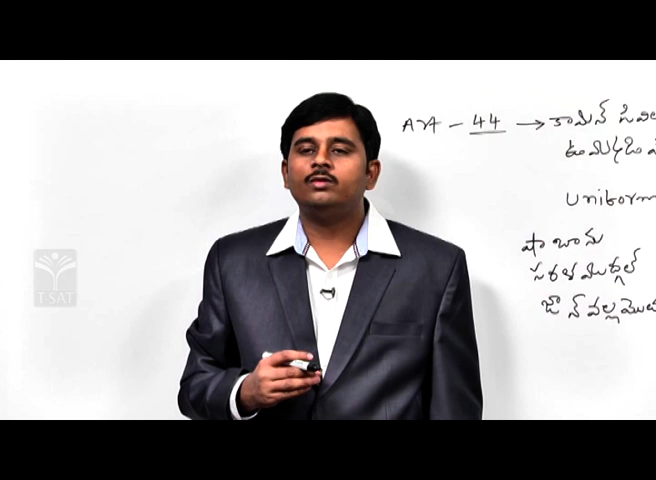 Art - 44 → కామన్ సివిల
ఉమ్మడి
Uniform
షా బాను
సరళ ముద్గల్
జాన్ వల్లమొట
T-SAT